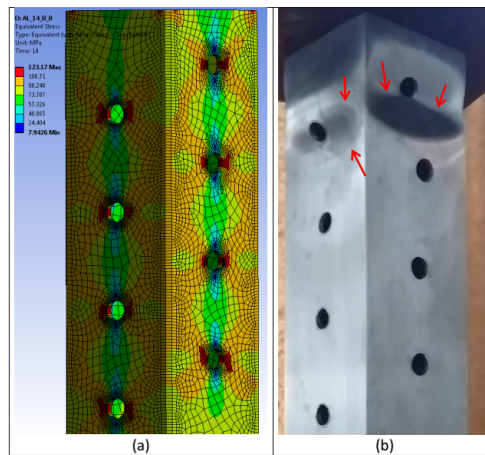 D: AL_14_B_8
Equivalent Stress
Type: Equivalent
Unit: MPa
Time: 14
123.17 Max
106.71
90.240
73.787
57.326
40.865
24.404
7.9426 Min
(a)
(b)